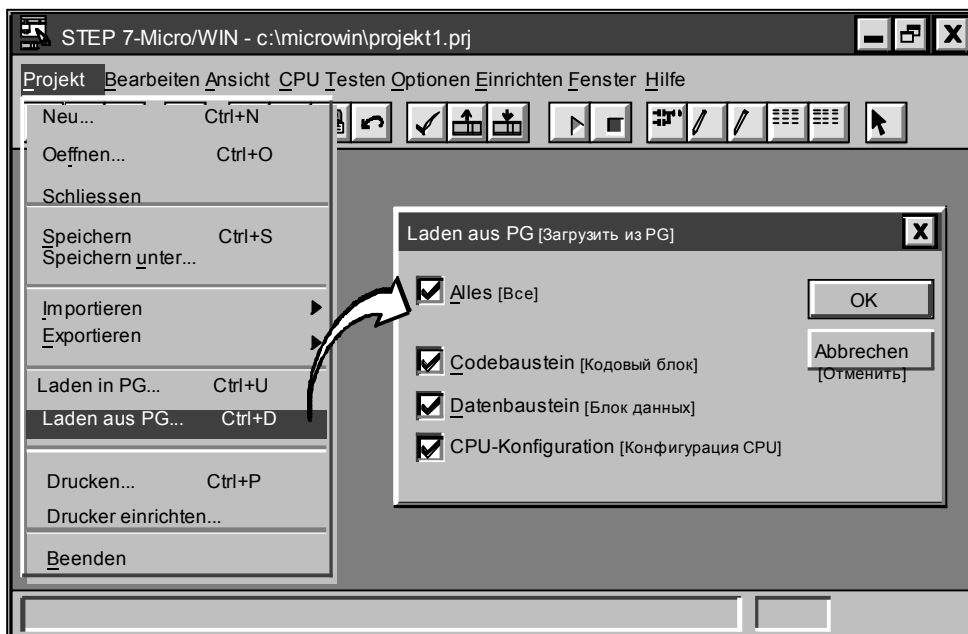 STEP 7-Micro/WIN - c:\microwin\projekt1.prj
Projekt Bearbeiten Ansicht CPU Testen Optionen Einrichten Fenster Hilfe
Neu... Ctrl+N
Oeffnen... Ctrl+O
Schliessen
Speichern Ctrl+S
Speichern unter...
Importieren
Exportieren
Laden in PG... Ctrl+U
Laden aus PG... Ctrl+D
Drucken... Ctrl+P
Drucker einrichten...
Beenden
Laden aus PG [Загрузить из PG]
Alles [Все]
Codebaustein [Кодовый блок]
Datenbaustein [Блок данных]
CPU-Konfiguration [Конфигурация CPU]
OK
Abbrechen
[Отменить]